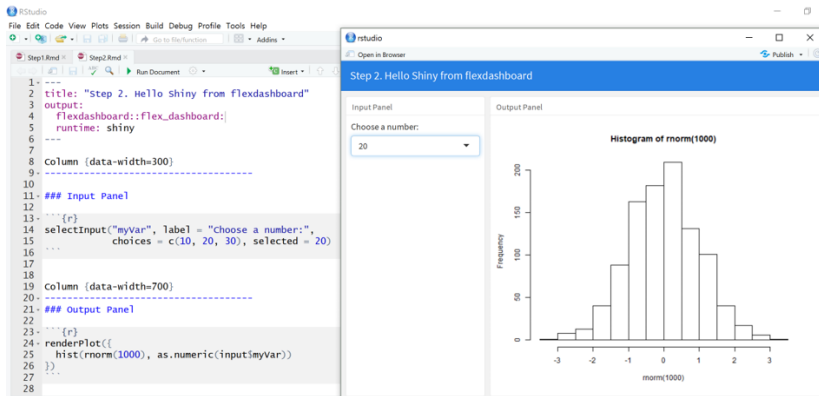 RStudio
File Edit Code View Plots Session Build Debug Profile Tools Help
Go to file/function Addins
Step1.Rmd Step2.Rmd
Run Document Insert
1 ---
2 title: "Step 2. Hello Shiny from flexdashboard"
3 output:
4 flexdashboard::flex_dashboard:
5 runtime: shiny
6 ---
7
8 Column {data-width=300}
9 -------------------------------------
10
11 ### Input Panel
12
13 ```{r}
14 selectInput("myVar", label = "Choose a number:",
15 choices = c(10, 20, 30), selected = 20)
16 ```
17
18
19 Column {data-width=700}
20 -------------------------------------
21 ### Output Panel
22
23 ```{r}
24 renderPlot({
25 hist(rnorm(1000), as.numeric(input$myVar))
26 })
27 ```
28
rstudio
Open in Browser Publish
Step 2. Hello Shiny from flexdashboard
Input Panel
Choose a number:
20
Output Panel
Histogram of rnorm(1000)
Frequency
200
150
100
50
0
-3 -2 -1 0 1 2 3
rnorm(1000)